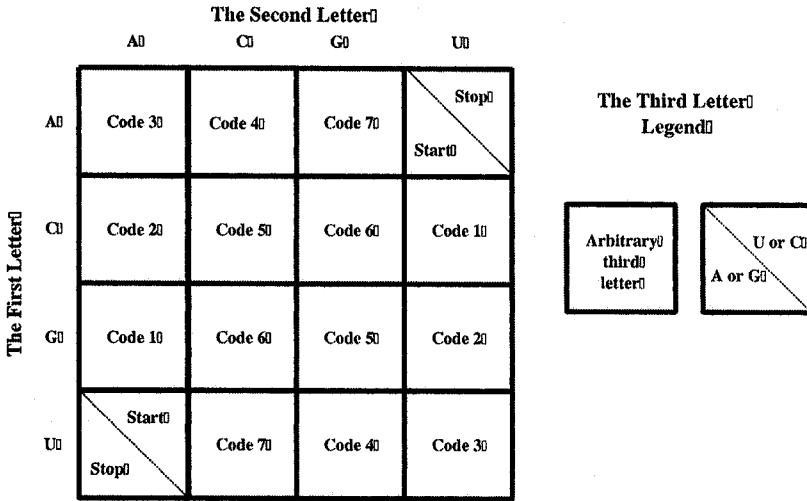 The Second Letter
A C G U
The First Letter
A Code 3 Code 4 Code 7 Stop
Start
C Code 2 Code 5 Code 6 Code 1
G Code 1 Code 6 Code 5 Code 2
U Start Code 7 Code 4 Code 3
Stop
The Third Letter
Legend
Arbitrary
third
letter
U or C
A or G